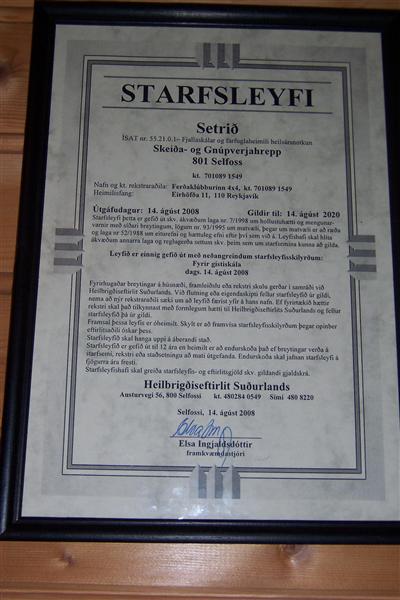 STARFSLEYFI
Setrið
ÍSAT nr. 55.21.0.1– Fjallaskálar og farfuglaheimili heilsársnotkun
Skeiða- og Gnúpverjahrepp
801 Selfoss
kt. 701089 1549
Nafn og kt. rekstraraðila: Ferðaklúbburinn 4x4, kt. 701089 1549
Heimilisfang: Eirhöfða 11, 110 Reykjavík
Útgáfudagur: 14. ágúst 2008 Gildir til: 14. ágúst 2020
Starfsleyfi þetta er gefið út skv. ákvæðum laga nr. 7/1998 um hollustuhætti og mengunar-
varnir með síðari breytingum, lögum nr. 93/1995 um matvæli, þegar um matvæli er að ræða
og laga nr 52/1988 um eiturefni og hættuleg efni eftir því sem við á. Leyfishafi skal hlíta
ákvæðum annarra laga og reglugerða settum skv. þeim sem um starfsemina kunna að gilda.
Leyfið er einnig gefið út með neðangreindum starfsleyfisskilyrðum:
Fyrir gistiskála
dags. 14. ágúst 2008
Fyrirhugaðar breytingar á húsnæði, framleiðslu eða rekstri skulu gerðar í samráði við
Heilbrigðiseftirlit Suðurlands. Við flutning eða eigendaskipti fellur starfsleyfið úr gildi,
nema að nýr rekstraraðili sæki um að leyfið færist yfir á hans nafn. Ef fyrirtækið hættir
rekstri skal það tilkynnast með formlegum hætti til Heilbrigðiseftirlits Suðurlands og fellur
starfsleyfið þá úr gildi.
Framsal þessa leyfis er óheimilt. Skylt er að framvísa starfsleyfisskilyrðum þegar opinber
eftirlitsaðili óskar þess.
Starfsleyfið skal hanga uppi á áberandi stað.
Starfsleyfið er gefið út til 12 ára en heimilt er að endurskoða það ef breytingar verða á
starfsemi, rekstri eða staðsetningu að mati útgefanda. Endurskoða skal jafnan starfsleyfi á
fjögurra ára fresti.
Starfsleyfishafi skal greiða starfsleyfis- og eftirlitsgjöld skv. gildandi gjaldskrá.
Heilbrigðiseftirlit Suðurlands
Austurvegi 56, 800 Selfossi kt. 480284 0549 Sími 480 8220
Selfossi, 14. ágúst 2008
Elsa Ingjaldsdóttir
framkvæmdastjóri